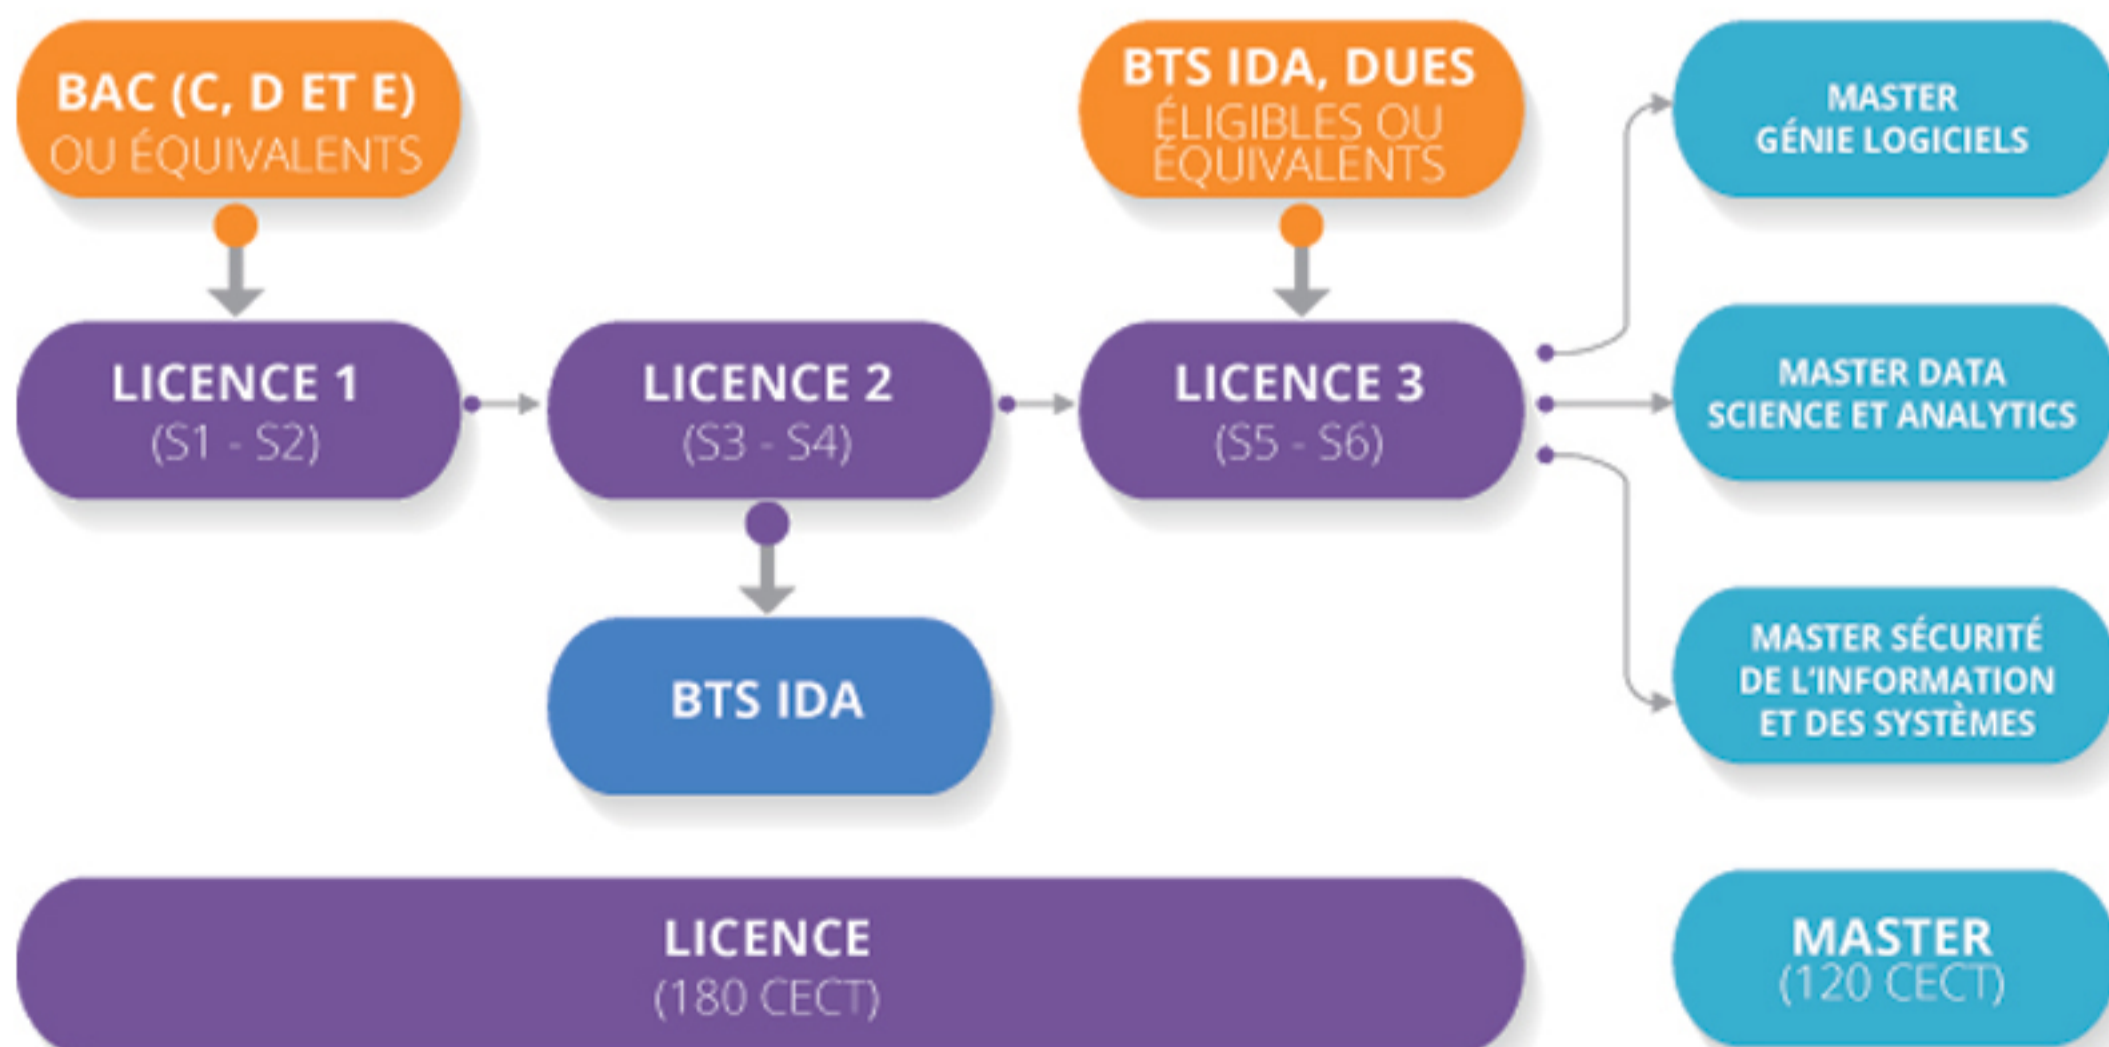 BAC (C, D ET E)
OU ÉQUIVALENTS
BTS IDA, DUES
ÉLIGIBLES OU
ÉQUIVALENTS
MASTER
GÉNIE LOGICIELS
LICENCE 1
(S1 - S2)
LICENCE 2
(S3 - S4)
LICENCE 3
(S5 - S6)
MASTER DATA
SCIENCE ET ANALYTICS
BTS IDA
MASTER SÉCURITÉ
DE L'INFORMATION
ET DES SYSTÈMES
LICENCE
(180 CECT)
MASTER
(120 CECT)